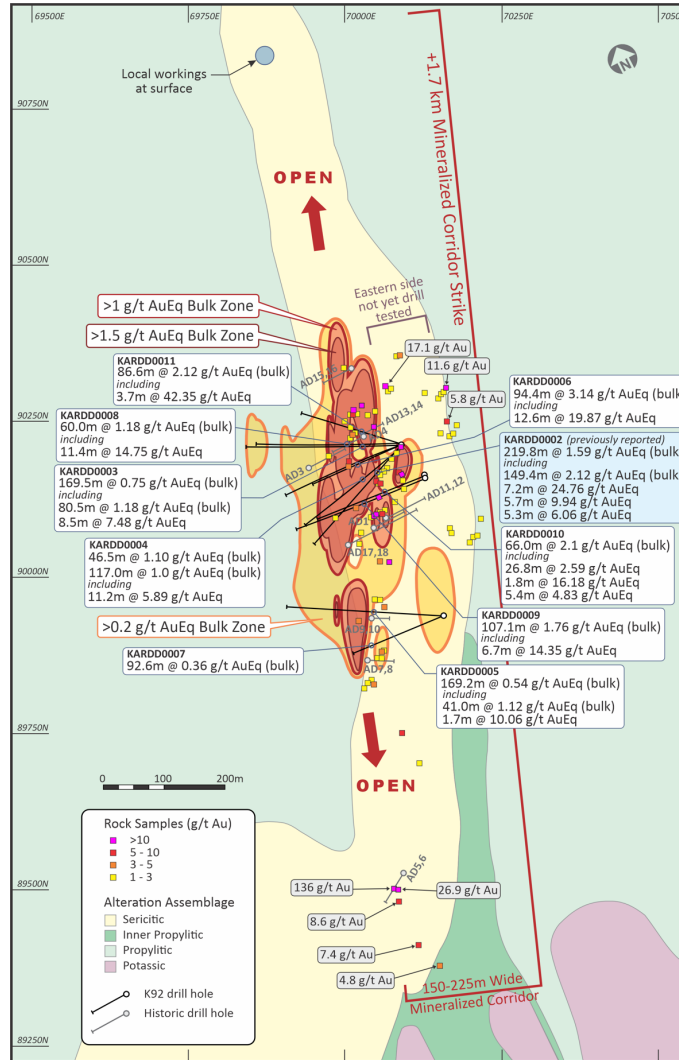 69500E
69750E
70000E
70250E
90750N
90500N
90250N
90000N
89750N
89500N
89250N
N
Local workings
at surface
OPEN
+1.7 km Mineralized Corridor Strike
Eastern side
not yet drill
tested
>1 g/t AuEq Bulk Zone
>1.5 g/t AuEq Bulk Zone
17.1 g/t Au
11.6 g/t Au
5.8 g/t Au
KARDD0011
86.6m @ 2.12 g/t AuEq (bulk)
including
3.7m @ 42.35 g/t AuEq
KARDD0008
60.0m @ 1.18 g/t AuEq (bulk)
including
11.4m @ 14.75 g/t AuEq
KARDD0003
169.5m @ 0.75 g/t AuEq (bulk)
including
80.5m @ 1.18 g/t AuEq (bulk)
8.5m @ 7.48 g/t AuEq
KARDD0004
46.5m @ 1.10 g/t AuEq (bulk)
117.0m @ 1.0 g/t AuEq (bulk)
including
11.2m @ 5.89 g/t AuEq
>0.2 g/t AuEq Bulk Zone
KARDD0007
92.6m @ 0.36 g/t AuEq (bulk)
KARDD0006
94.4m @ 3.14 g/t AuEq (bulk)
including
12.6m @ 19.87 g/t AuEq
KARDD0002 (previously reported)
219.8m @ 1.59 g/t AuEq (bulk)
including
149.4m @ 2.12 g/t AuEq (bulk)
7.2m @ 24.76 g/t AuEq
5.7m @ 9.94 g/t AuEq
5.3m @ 6.06 g/t AuEq
KARDD0010
66.0m @ 2.1 g/t AuEq (bulk)
including
26.8m @ 2.59 g/t AuEq
1.8m @ 16.18 g/t AuEq
5.4m @ 4.83 g/t AuEq
KARDD0009
107.1m @ 1.76 g/t AuEq (bulk)
including
6.7m @ 14.35 g/t AuEq
KARDD0005
169.2m @ 0.54 g/t AuEq (bulk)
including
41.0m @ 1.12 g/t AuEq (bulk)
1.7m @ 10.06 g/t AuEq
AD13,14
AD3
AD11,12
AD17,18
AD9,10
AD7,8
OPEN
0 100 200m
Rock Samples (g/t Au)
>10
5 - 10
3 - 5
1 - 3
Alteration Assemblage
Sericitic
Inner Propylitic
Propylitic
Potassic
K92 drill hole
Historic drill hole
AD5,6
136 g/t Au
26.9 g/t Au
8.6 g/t Au
7.4 g/t Au
4.8 g/t Au
150-225m Wide
Mineralized Corridor